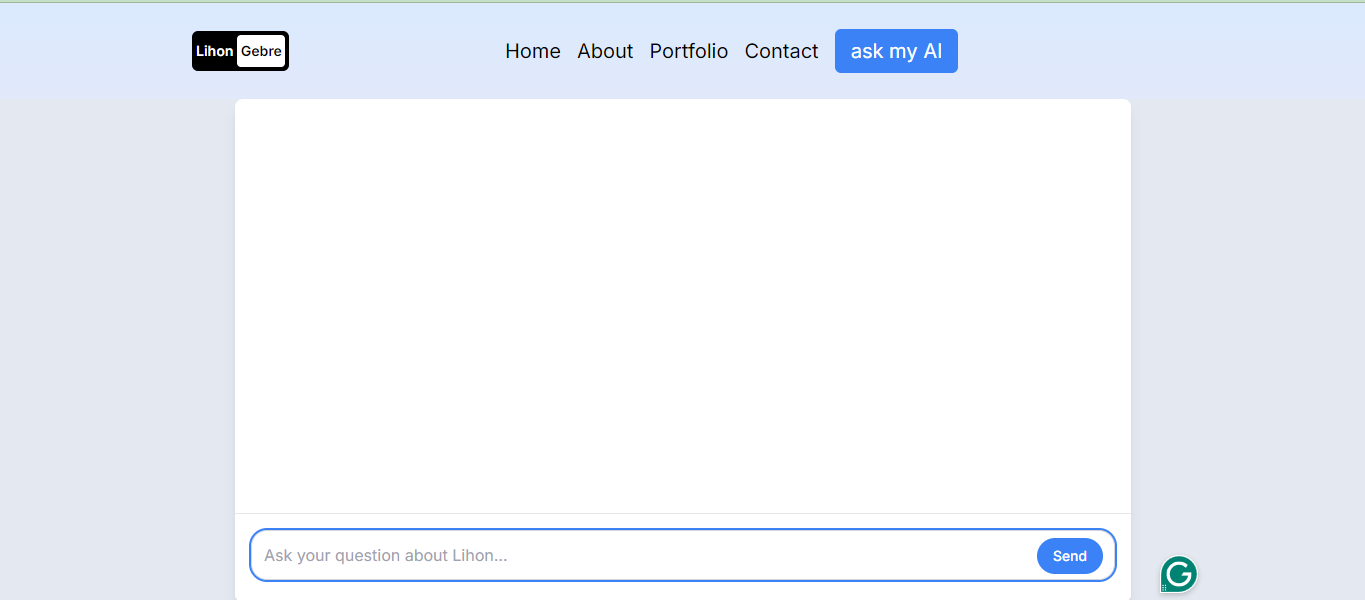 Lihon Gebre
Home About Portfolio Contact ask my AI
Ask your question about Lihon...
Send
G